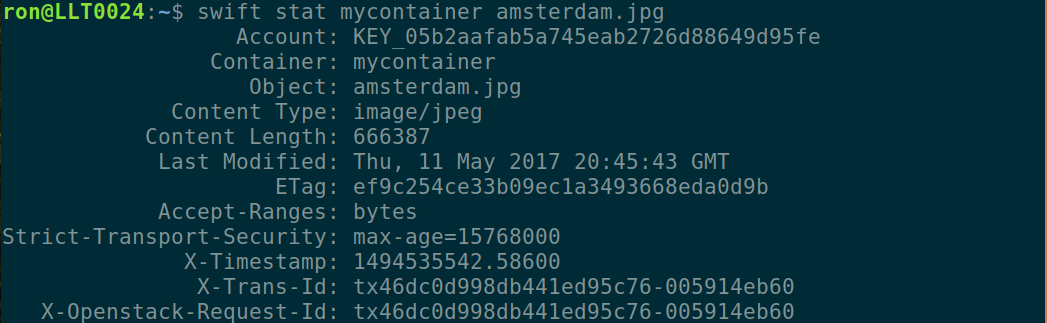 ron@LLT0024:~$ swift stat mycontainer amsterdam.jpg
Account: KEY_05b2aafab5a745eab2726d88649d95fe
Container: mycontainer
Object: amsterdam.jpg
Content Type: image/jpeg
Content Length: 666387
Last Modified: Thu, 11 May 2017 20:45:43 GMT
ETag: ef9c254ce33b09ec1a3493668eda0d9b
Accept-Ranges: bytes
Strict-Transport-Security: max-age=15768000
X-Timestamp: 1494535542.58600
X-Trans-Id: tx46dc0d998db441ed95c76-005914eb60
X-Openstack-Request-Id: tx46dc0d998db441ed95c76-005914eb60